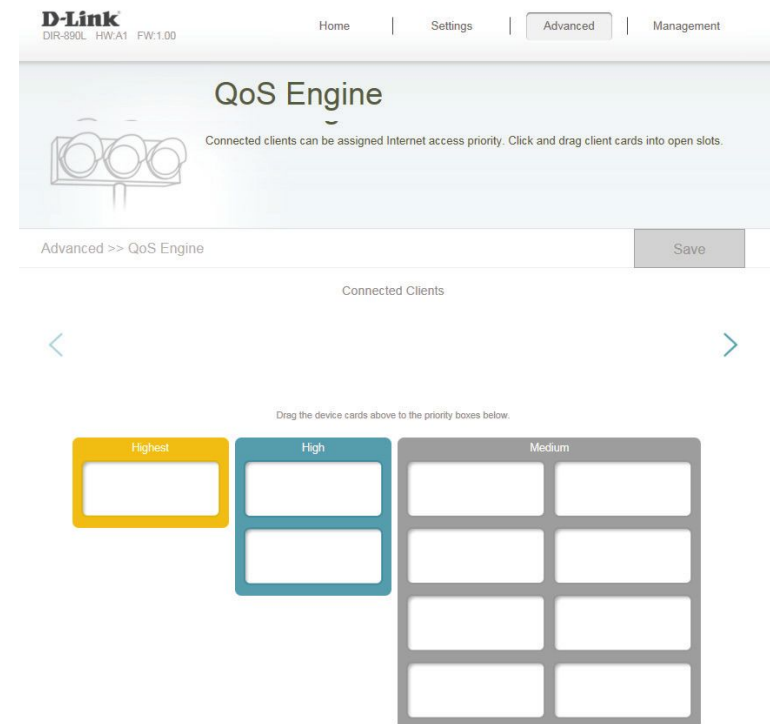 D-Link
DIR-890L HW:A1 FW:1.00
Home
Settings
Advanced
Management
QoS Engine
Connected clients can be assigned Internet access priority. Click and drag client cards into open slots.
Advanced >> QoS Engine
Save
Connected Clients
Drag the device cards above to the priority boxes below.
Highest
High
Medium